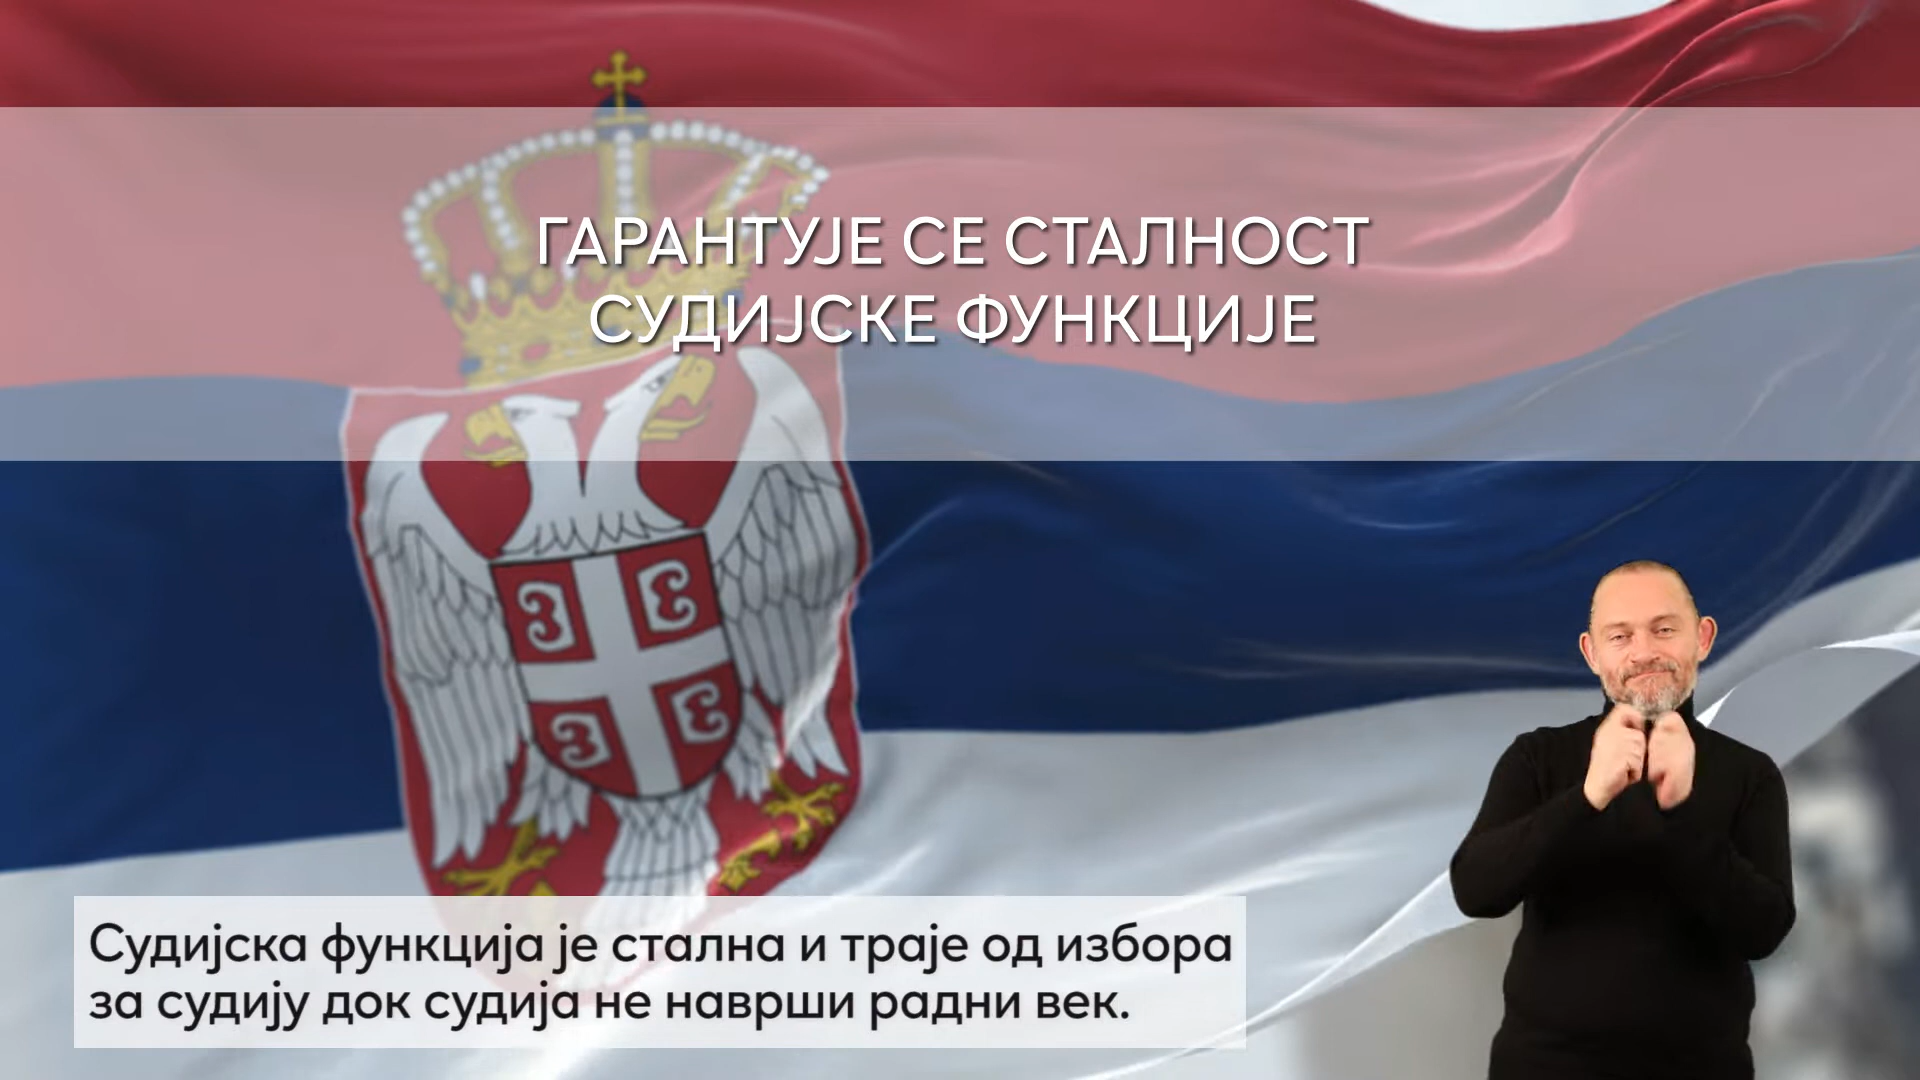 ГАРАНТУЈЕ СЕ СТАЛНОСТ
СУДИЈСКЕ ФУНКЦИЈЕ
Судијска функција је стална и траје од избора
за судију док судија не наврши радни век.